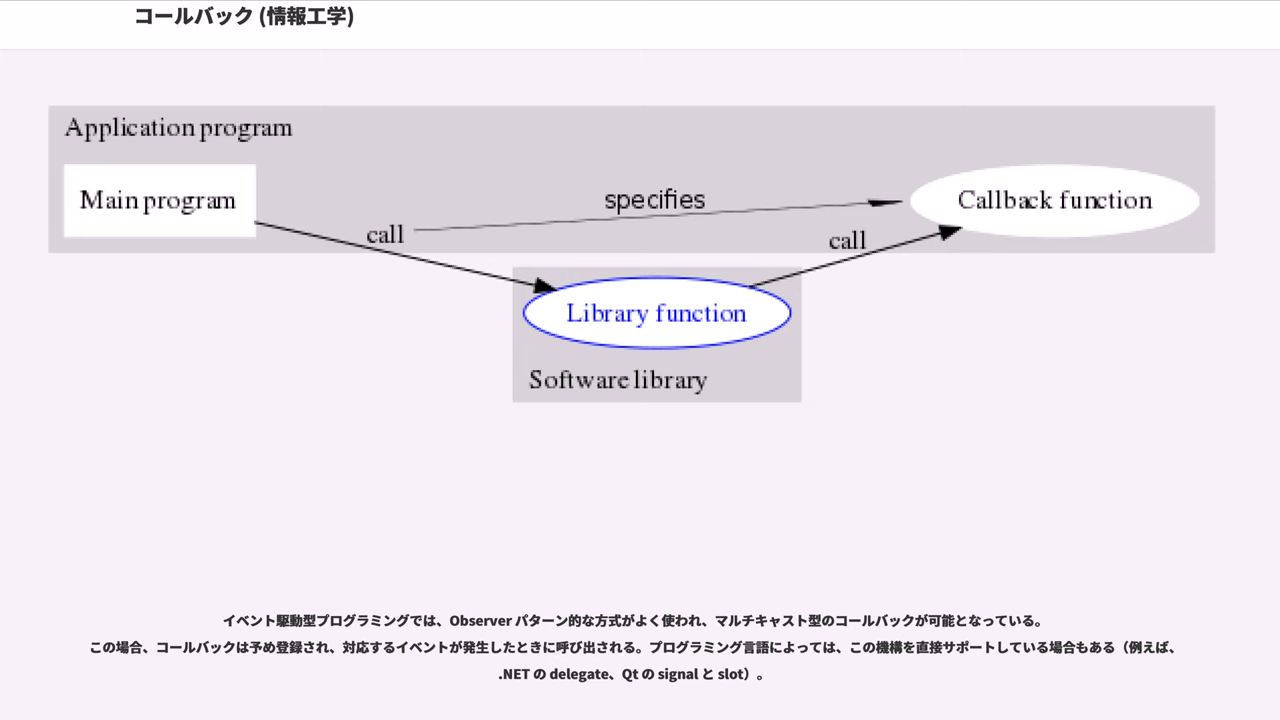 コールバック (情報工学)
Application program
Main program
specifies
Callback function
call
call
Library function
Software library
イベント駆動型プログラミングでは、Observer パターン的な方式がよく使われ、マルチキャスト型のコールバックが可能となっている。
この場合、コールバックは予め登録され、対応するイベントが発生したときに呼び出される。プログラミング言語によっては、この機構を直接サポートしている場合もある（例えば、
.NET の delegate、Qt の signal と slot）。